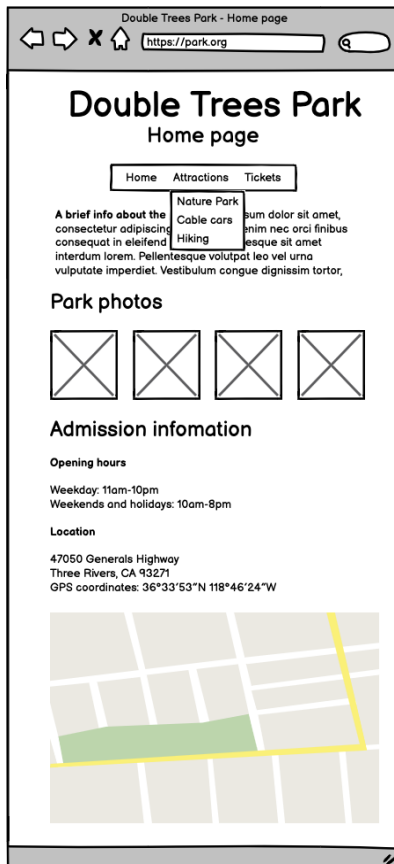 Double Trees Park - Home page
https://park.org
Double Trees Park
Home page
Home Attractions Tickets
Nature Park
Cable cars
Hiking
A brief info about the sum dolor sit amet,
consectetur adipiscing enim nec orci finibus
consequat in eleifend esque sit amet
interdum lorem. Pellentesque volutpat leo vel urna
vulputate imperdiet. Vestibulum congue dignissim tortor,
Park photos
Admission infomation
Opening hours
Weekday: 11am-10pm
Weekends and holidays: 10am-8pm
Location
47050 Generals Highway
Three Rivers, CA 93271
GPS coordinates: 36°33′53″N 118°46′24″W